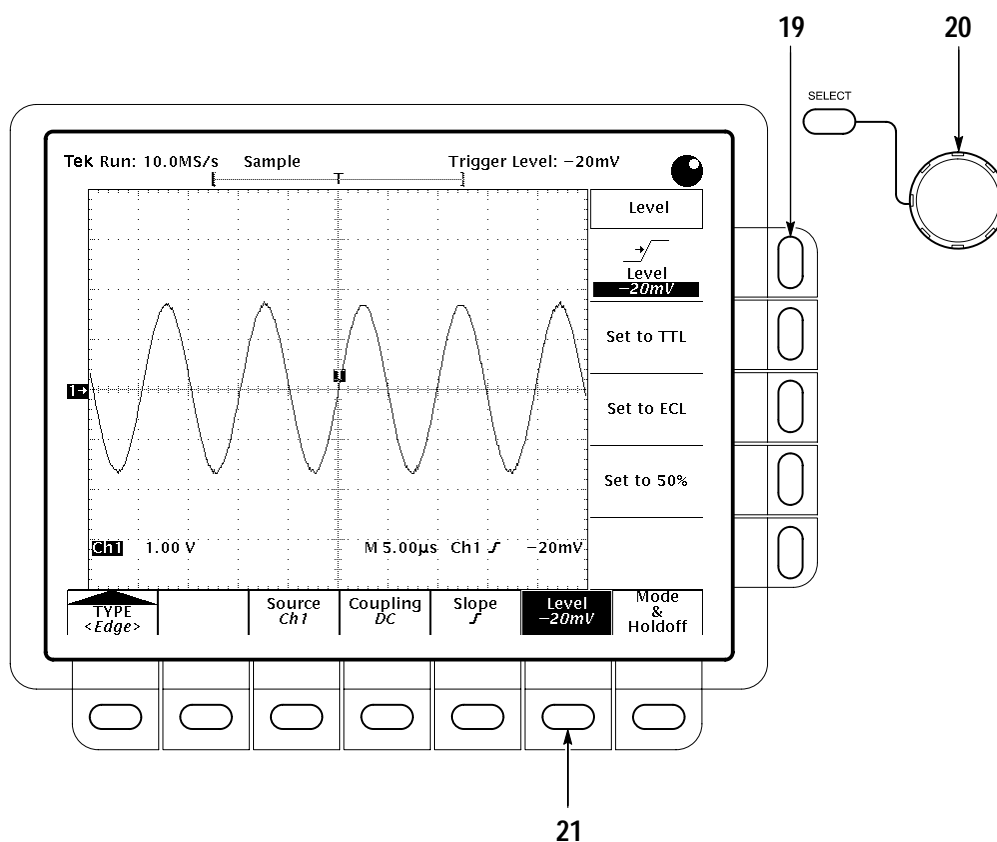 19
20
SELECT
Tek Run: 10.0MS/s Sample Trigger Level: −20mV
T
Level
Level
−20mV
Set to TTL
1→
Set to ECL
Set to 50%
Ch1 1.00 V M 5.00µs Ch1 −20mV
TYPE
<Edge>
Source
Ch1
Coupling
DC
Slope
Level
−20mV
Mode
&
Holdoff
21